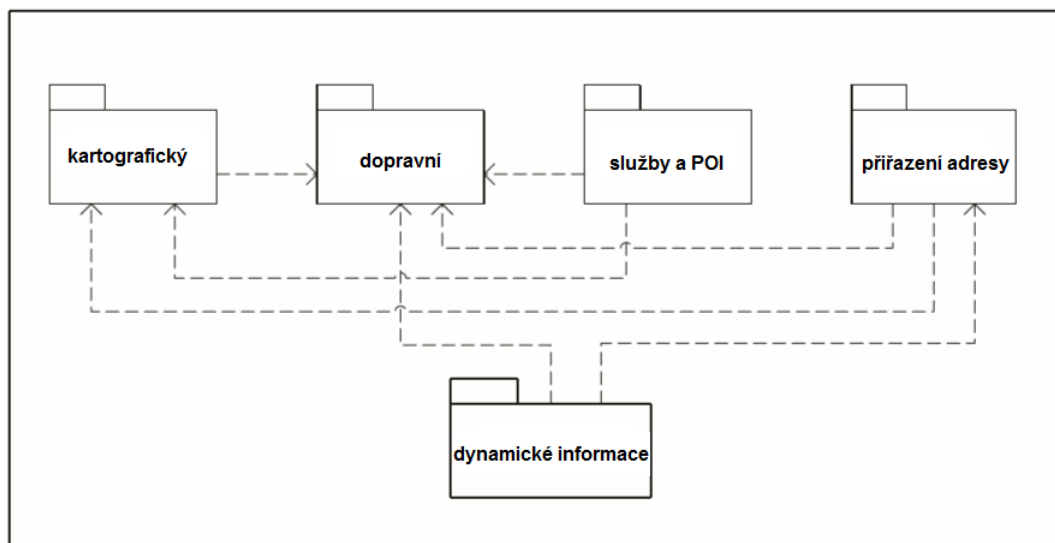 kartografický
dopravní
služby a POI
přiřazení adresy
dynamické informace